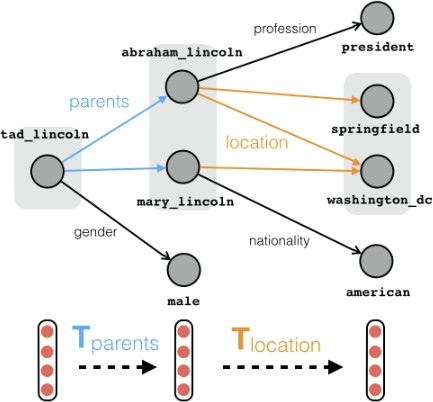 profession
president
abraham_lincoln
parents
springfield
tad_lincoln
location
mary_lincoln
washington_dc
gender
nationality
male
american
Tparents
Tlocation